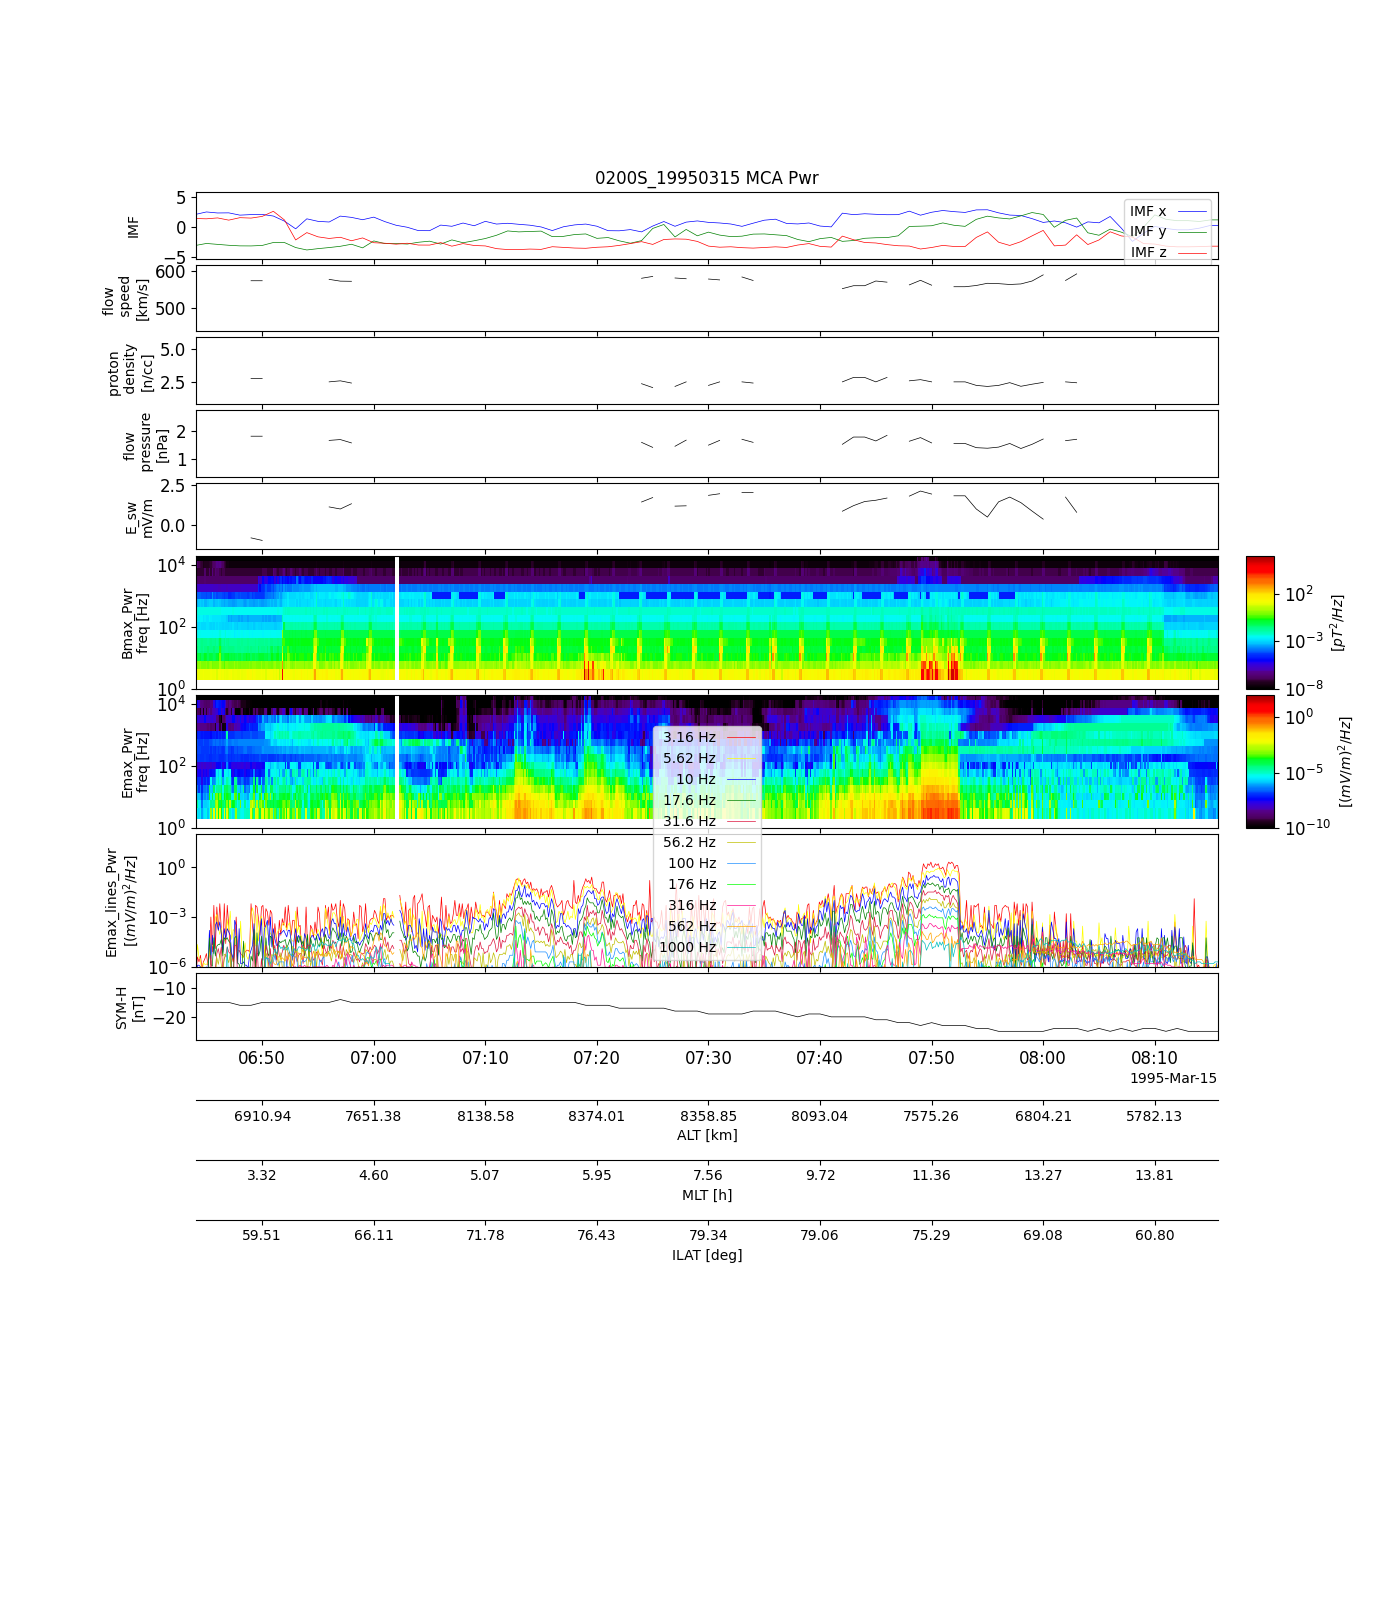 0200S_19950315 MCA Pwr
5
0
−5
IMF
IMF x
IMF y
IMF z
600
500
flow
speed
[km/s]
5.0
2.5
proton
density
[n/cc]
2
1
flow
pressure
[nPa]
2.5
0.0
E_sw
mV/m
10^4
10^2
10^0
Bmax_Pwr
freq [Hz]
10^2
10^−3
10^−8
[pT^2/Hz]
10^4
10^2
10^0
Emax_Pwr
freq [Hz]
10^0
10^−5
10^−10
[(mV/m)^2/Hz]
3.16 Hz
5.62 Hz
10 Hz
17.6 Hz
31.6 Hz
56.2 Hz
100 Hz
176 Hz
316 Hz
562 Hz
1000 Hz
10^0
10^−3
10^−6
Emax_lines_Pwr
[(mV/m)^2/Hz]
−10
−20
SYM-H
[nT]
06:50 07:00 07:10 07:20 07:30 07:40 07:50 08:00 08:10
1995-Mar-15
6910.94 7651.38 8138.58 8374.01 8358.85 8093.04 7575.26 6804.21 5782.13
ALT [km]
3.32 4.60 5.07 5.95 7.56 9.72 11.36 13.27 13.81
MLT [h]
59.51 66.11 71.78 76.43 79.34 79.06 75.29 69.08 60.80
ILAT [deg]